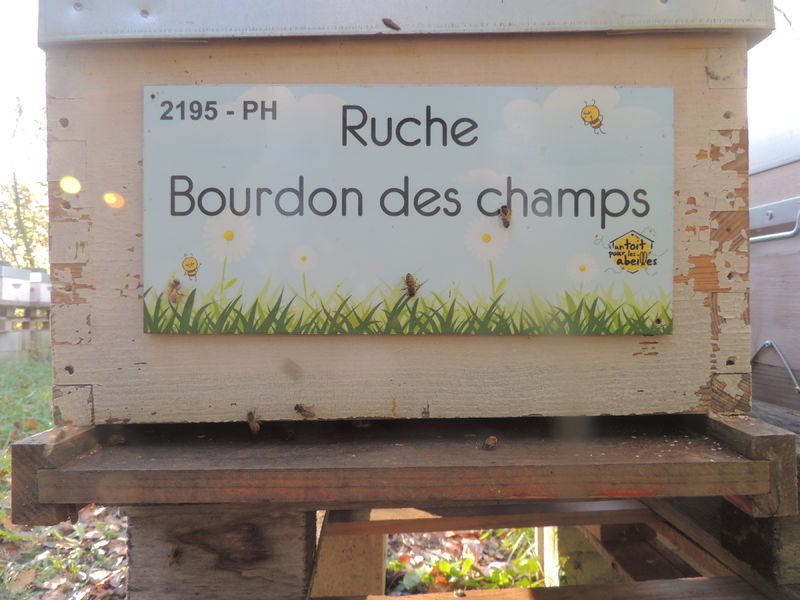 2195 - PH
Ruche
Bourdon des champs
un toit
pour les
abeilles